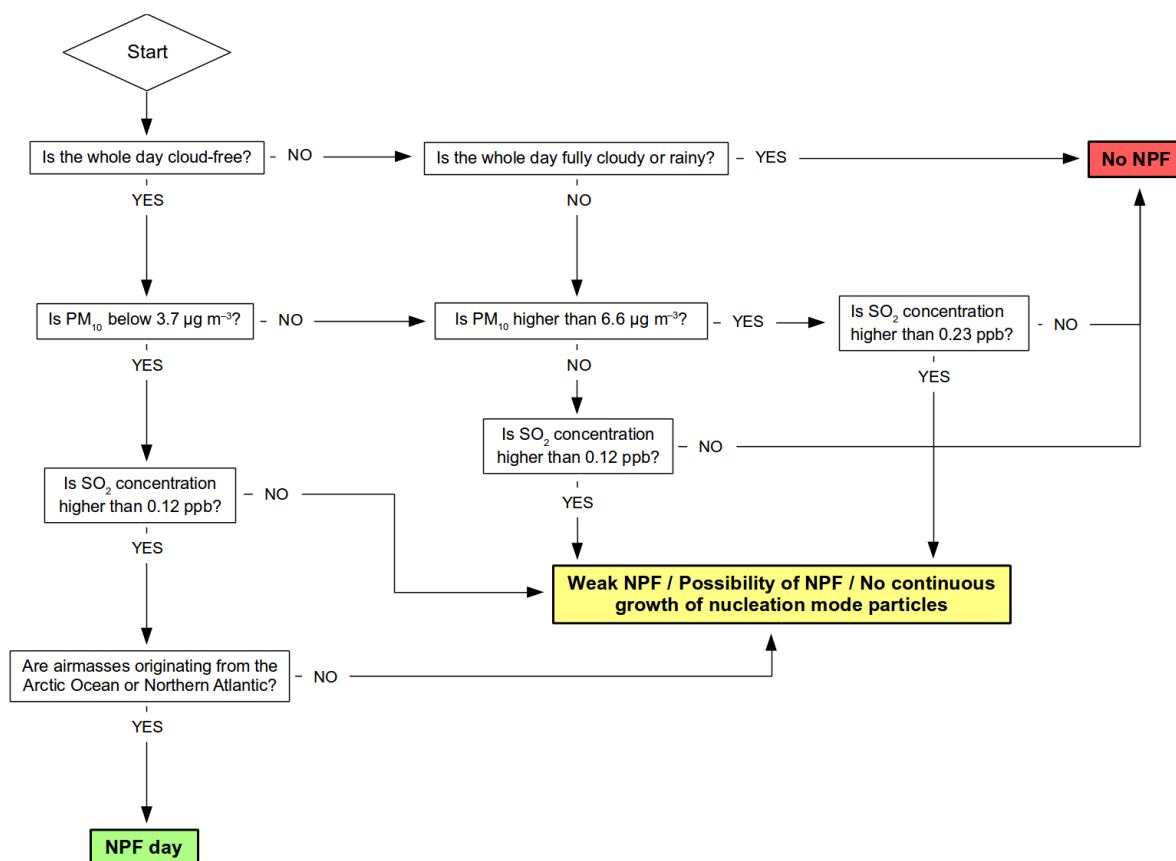 Start
Is the whole day cloud-free?
NO
Is the whole day fully cloudy or rainy?
YES
No NPF
YES
NO
Is PM₁₀ below 3.7 µg m⁻³?
NO
Is PM₁₀ higher than 6.6 µg m⁻³?
YES
Is SO₂ concentration
higher than 0.23 ppb?
NO
YES
NO
YES
Is SO₂ concentration
higher than 0.12 ppb?
NO
Is SO₂ concentration
higher than 0.12 ppb?
NO
YES
YES
Weak NPF / Possibility of NPF / No continuous
growth of nucleation mode particles
Are airmasses originating from the
Arctic Ocean or Northern Atlantic?
NO
YES
NPF day